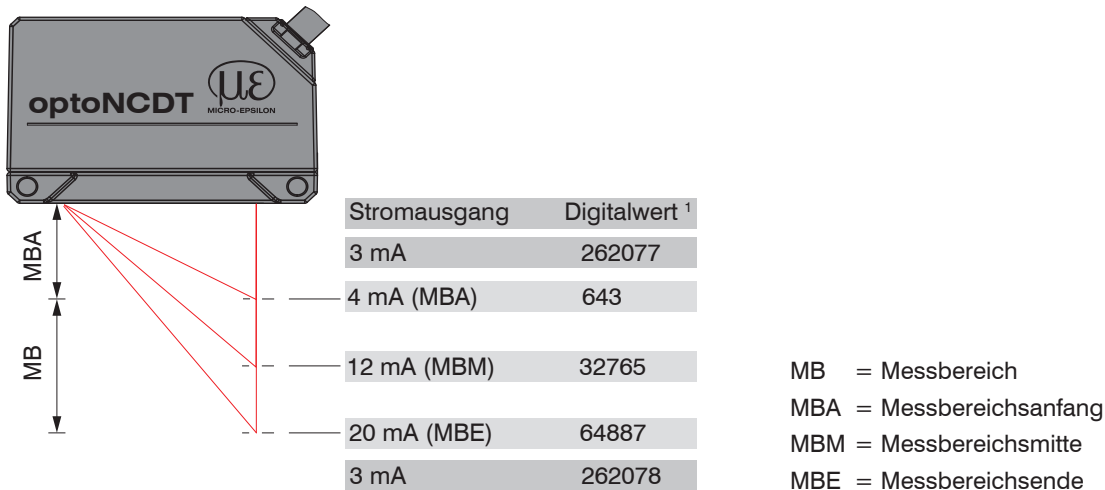 optoNCDT
με
MICRO-EPSILON
Stromausgang Digitalwert ¹
3 mA 262077
MBA
4 mA (MBA) 643
MB
12 mA (MBM) 32765
20 mA (MBE) 64887
3 mA 262078
MB = Messbereich
MBA = Messbereichsanfang
MBM = Messbereichsmitte
MBE = Messbereichsende